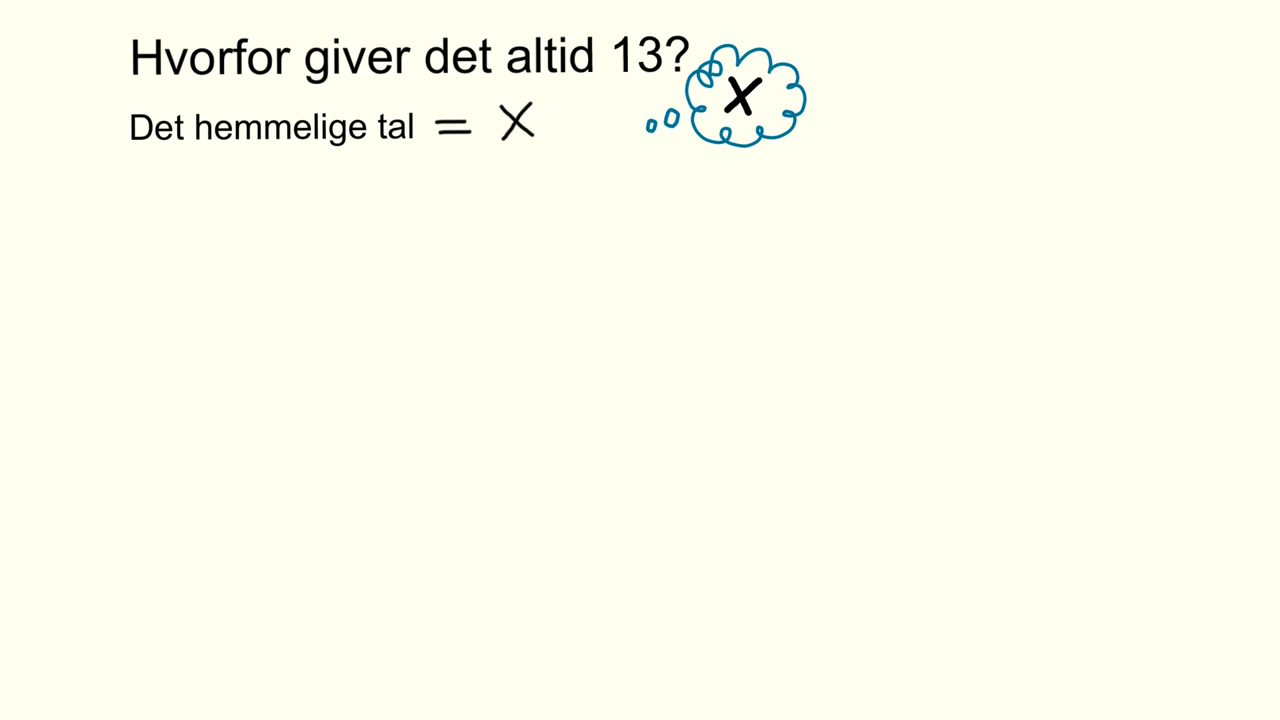 Hvorfor giver det altid 13?
X
Det hemmelige tal = X